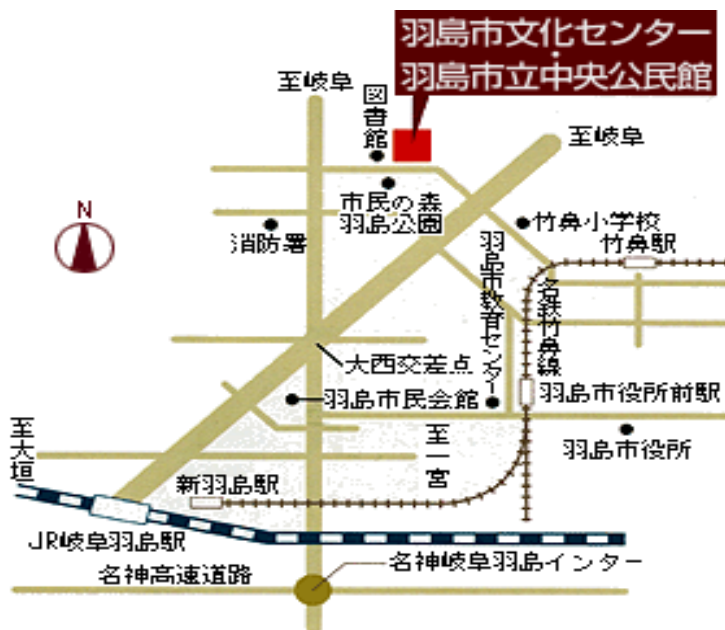 羽島市文化センター
・
羽島市立中央公民館
至岐阜
図書館
至岐阜
市民の森
羽島公園
N
消防署
竹鼻小学校
竹鼻駅
羽島市教育センター
名鉄竹鼻線
大西交差点
羽島市民会館
羽島市役所前駅
至大垣
至一宮
羽島市役所
新羽島駅
JR岐阜羽島駅
名神岐阜羽島インター
名神高速道路